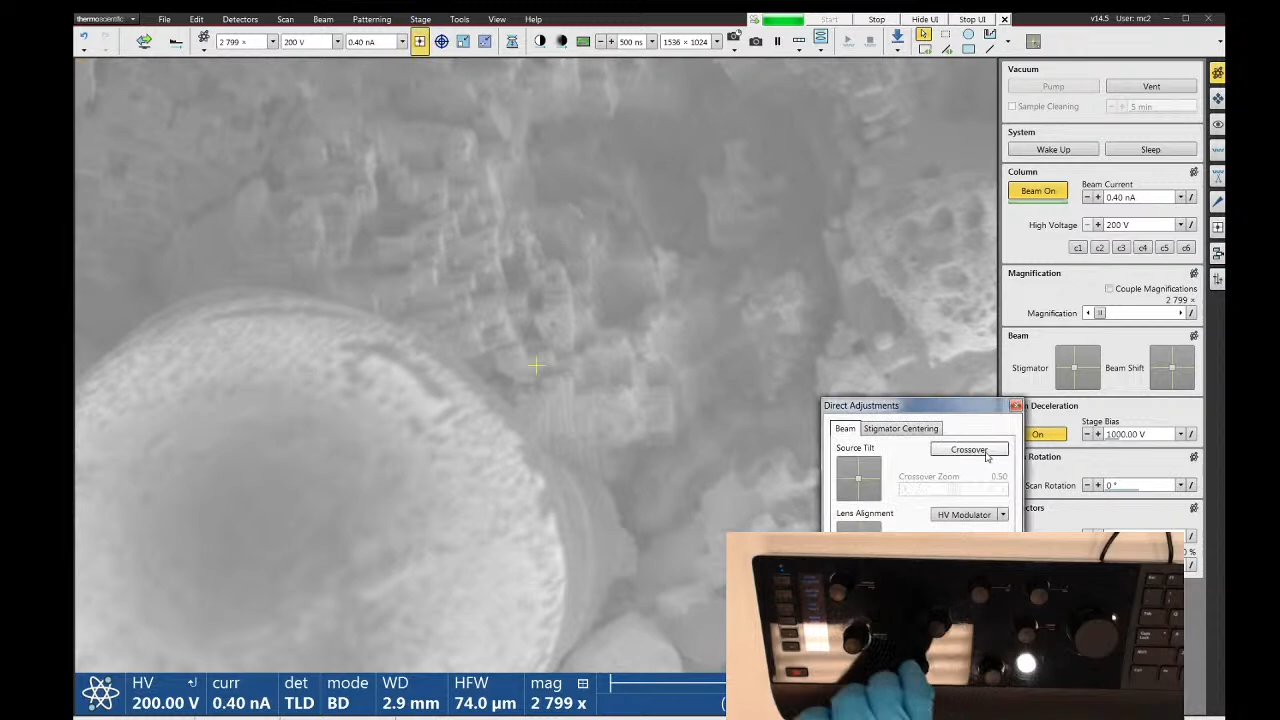 thermoscientific
File Edit Detectors Scan Beam Patterning Stage Tools Window Help
Start Stop Hide UI Stop UI
v14.5 User: mc2
2 799 x 200 V 0.40 nA 500 ns 1536 × 1024
Vacuum
Pump Vent
Sample Cleaning 5 min
System
Wake Up Sleep
Column
Beam On
Beam Current
0.40 nA
High Voltage 200 V
c1 c2 c3 c4 c5 c6
Magnification
Couple Magnifications
2 799 ×
Magnification
Beam
Stigmator Beam Shift
Direct Adjustments
Beam Stigmator Centering
Source Tilt Crossover
Crossover Zoom 0.50
Lens Alignment HV Modulator
Deceleration
On
Stage Bias
1000.00 V
Rotation
Scan Rotation 0 °
ectors
0 %
HV curr det mode WD HFW mag
200.00 V 0.40 nA TLD BD 2.9 mm 74.0 µm 2 799 x